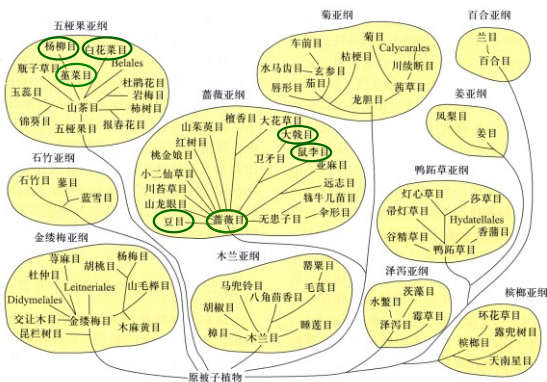 五桠果亚纲
杨柳目
白花菜目
瓶子草目
堇菜目
Belales
玉蕊目
杜鹃花目
岩梅目
山茶目
柿树目
锦葵目
报春花目
五桠果目
菊亚纲
车前目
菊目
Calycarales
桔梗目
水马齿目
玄参目
川续断目
唇形目
茄目
茜草目
龙胆目
百合亚纲
兰目
百合目
蔷薇亚纲
檀香目
大花草目
山茱萸目
大戟目
红树目
鼠李目
桃金娘目
卫矛目
亚麻目
小二仙草目
远志目
川苔草目
牻牛儿苗目
山龙眼目
伞形目
豆目
蔷薇目
无患子目
姜亚纲
凤梨目
姜目
石竹亚纲
石竹目
蓼目
蓝雪目
鸭跖草亚纲
灯心草目
莎草目
帚灯草目
Hydatellales
香蒲目
谷精草目
鸭跖草目
金缕梅亚纲
荨麻目
杨梅目
杜仲目
胡桃目
Leitneriales
山毛榉目
Didymelales
交让木目
金缕梅目
昆栏树目
木麻黄目
木兰亚纲
罂粟目
马兜铃目
毛茛目
八角茴香目
胡椒目
睡莲目
樟目
木兰目
泽泻亚纲
茨藻目
水鳖目
霉草目
泽泻目
槟榔亚纲
环花草目
露兜树目
槟榔目
天南星目
原被子植物